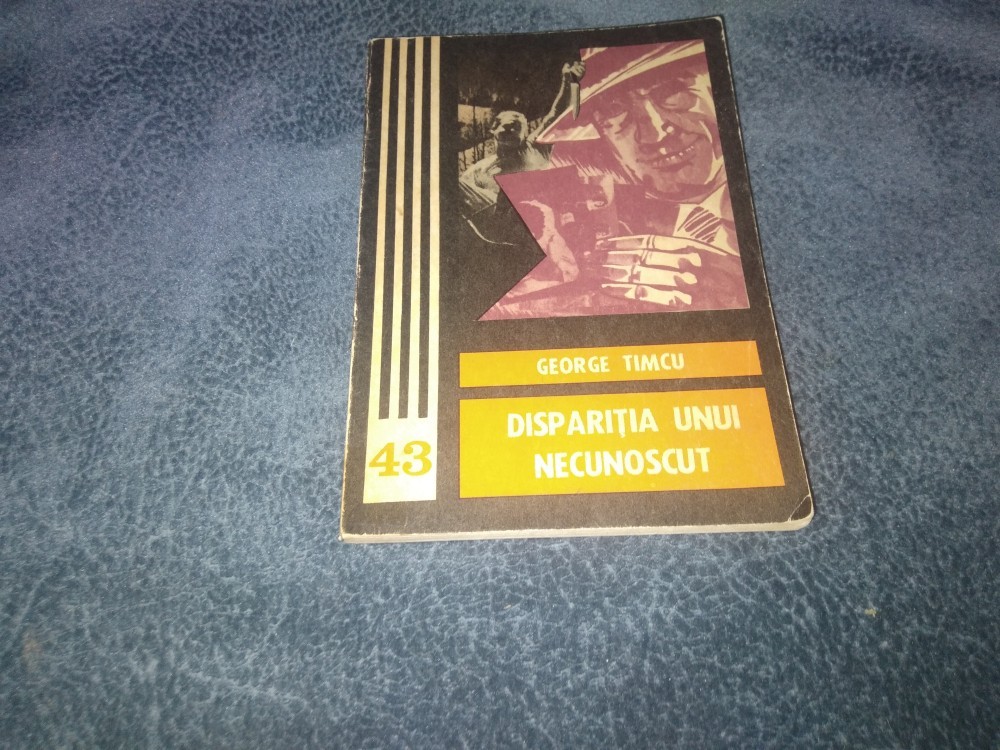 GEORGE TIMCU
DISPARIȚIA UNUI
NECUNOSCUT
43